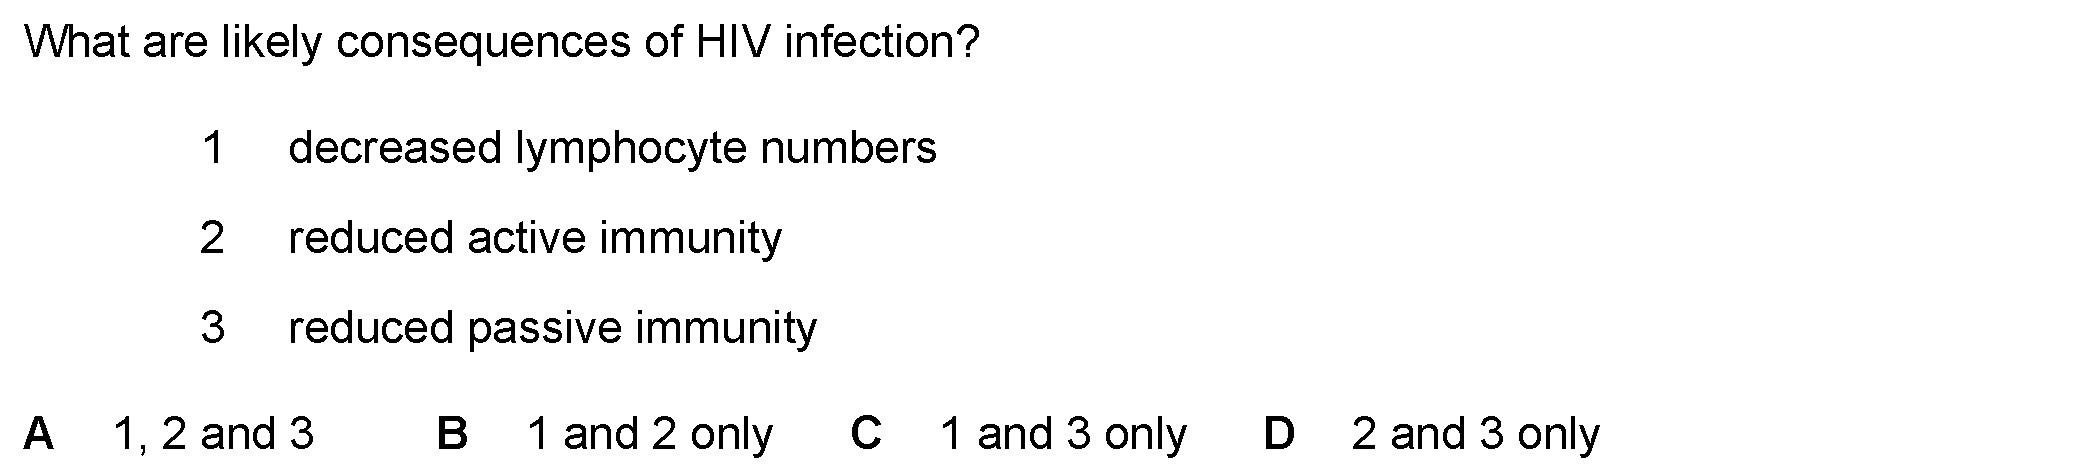 What are likely consequences of HIV infection?
1 decreased lymphocyte numbers
2 reduced active immunity
3 reduced passive immunity
A 1, 2 and 3 B 1 and 2 only C 1 and 3 only D 2 and 3 only